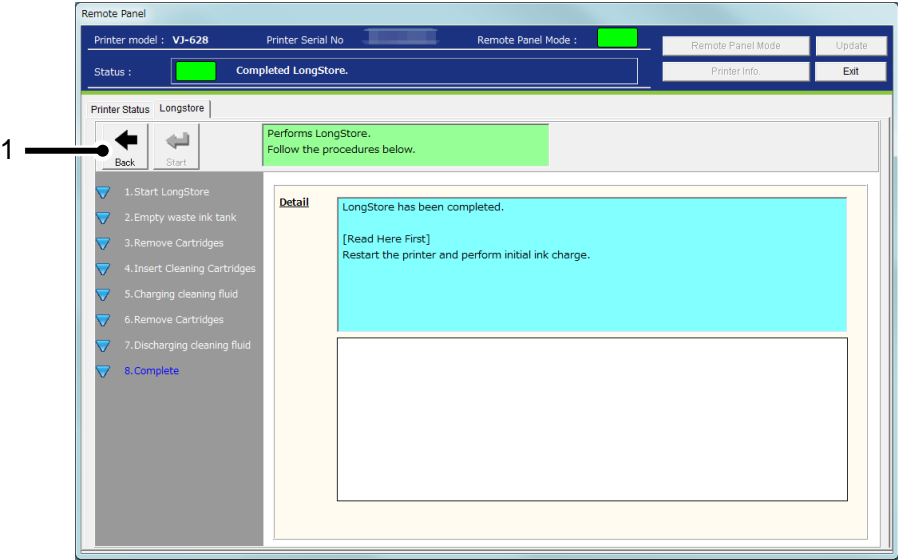 Remote Panel
Printer model : VJ-628 Printer Serial No Remote Panel Mode :
Remote Panel Mode Update
Status : Completed LongStore.
Printer Info. Exit
Printer Status Longstore
1
Back Start
Performs LongStore.
Follow the procedures below.
1.Start LongStore
2.Empty waste ink tank
3.Remove Cartridges
4.Insert Cleaning Cartridges
5.Charging cleaning fluid
6.Remove Cartridges
7.Discharging cleaning fluid
8.Complete
Detail
LongStore has been completed.
[Read Here First]
Restart the printer and perform initial ink charge.